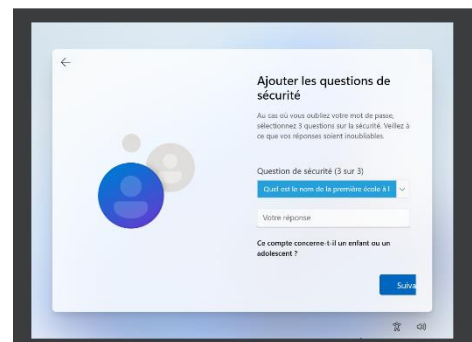 Ajouter les questions de
sécurité
Au cas où vous oubliez votre mot de passe,
sélectionnez 3 questions sur la sécurité. Veillez à
ce que vos réponses soient inoubliables.
Question de sécurité (3 sur 3)
Quel est le nom de la première école à l
Votre réponse
Ce compte concerne-t-il un enfant ou un
adolescent ?
Suiva